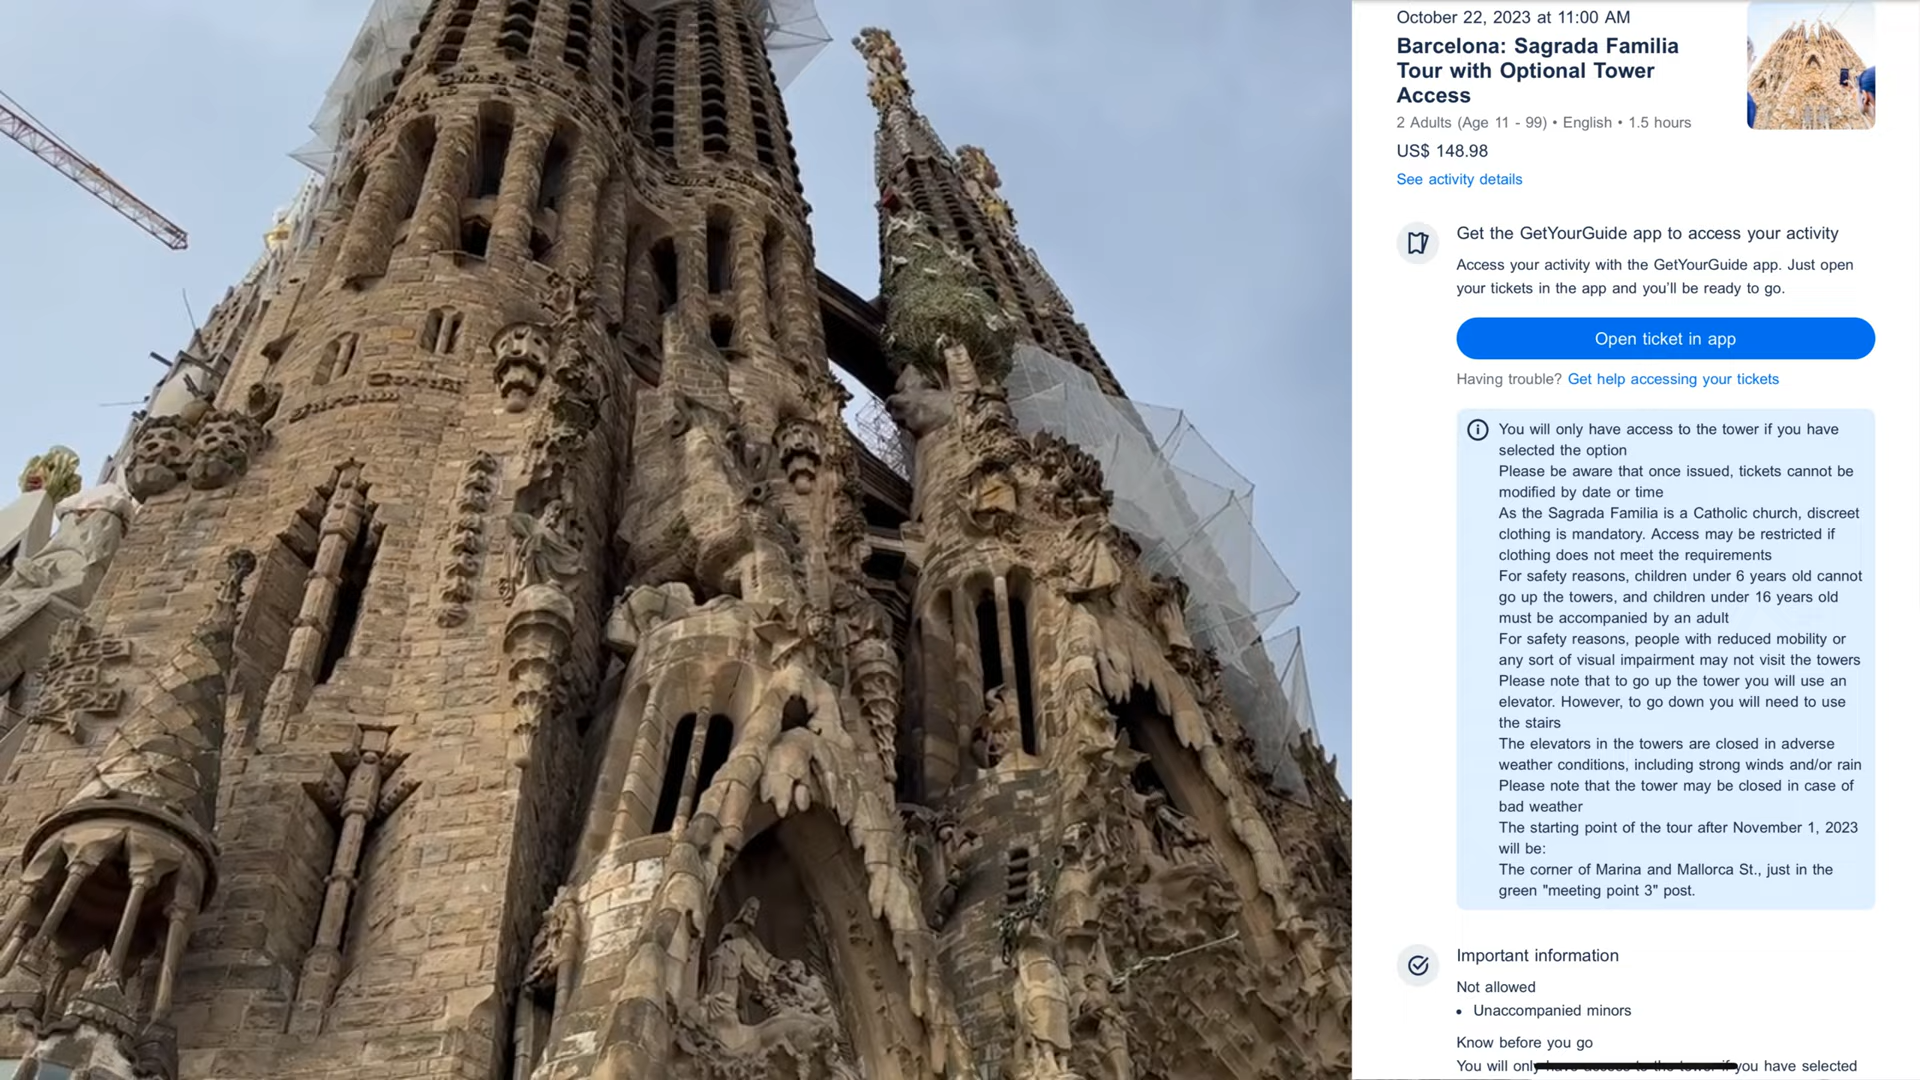 October 22, 2023 at 11:00 AM
Barcelona: Sagrada Familia
Tour with Optional Tower
Access
2 Adults (Age 11 - 99) • English • 1.5 hours
US$ 148.98
See activity details
Get the GetYourGuide app to access your activity
Access your activity with the GetYourGuide app. Just open
your tickets in the app and you'll be ready to go.
Open ticket in app
Having trouble? Get help accessing your tickets
You will only have access to the tower if you have
selected the option
Please be aware that once issued, tickets cannot be
modified by date or time
As the Sagrada Familia is a Catholic church, discreet
clothing is mandatory. Access may be restricted if
clothing does not meet the requirements
For safety reasons, children under 6 years old cannot
go up the towers, and children under 16 years old
must be accompanied by an adult
For safety reasons, people with reduced mobility or
any sort of visual impairment may not visit the towers
Please note that to go up the tower you will use an
elevator. However, to go down you will need to use
the stairs
The elevators in the towers are closed in adverse
weather conditions, including strong winds and/or rain
Please note that the tower may be closed in case of
bad weather
The starting point of the tour after November 1, 2023
will be:
The corner of Marina and Mallorca St., just in the
green "meeting point 3" post.
Important information
Not allowed
• Unaccompanied minors
Know before you go
You will only have access to the tower if you have selected